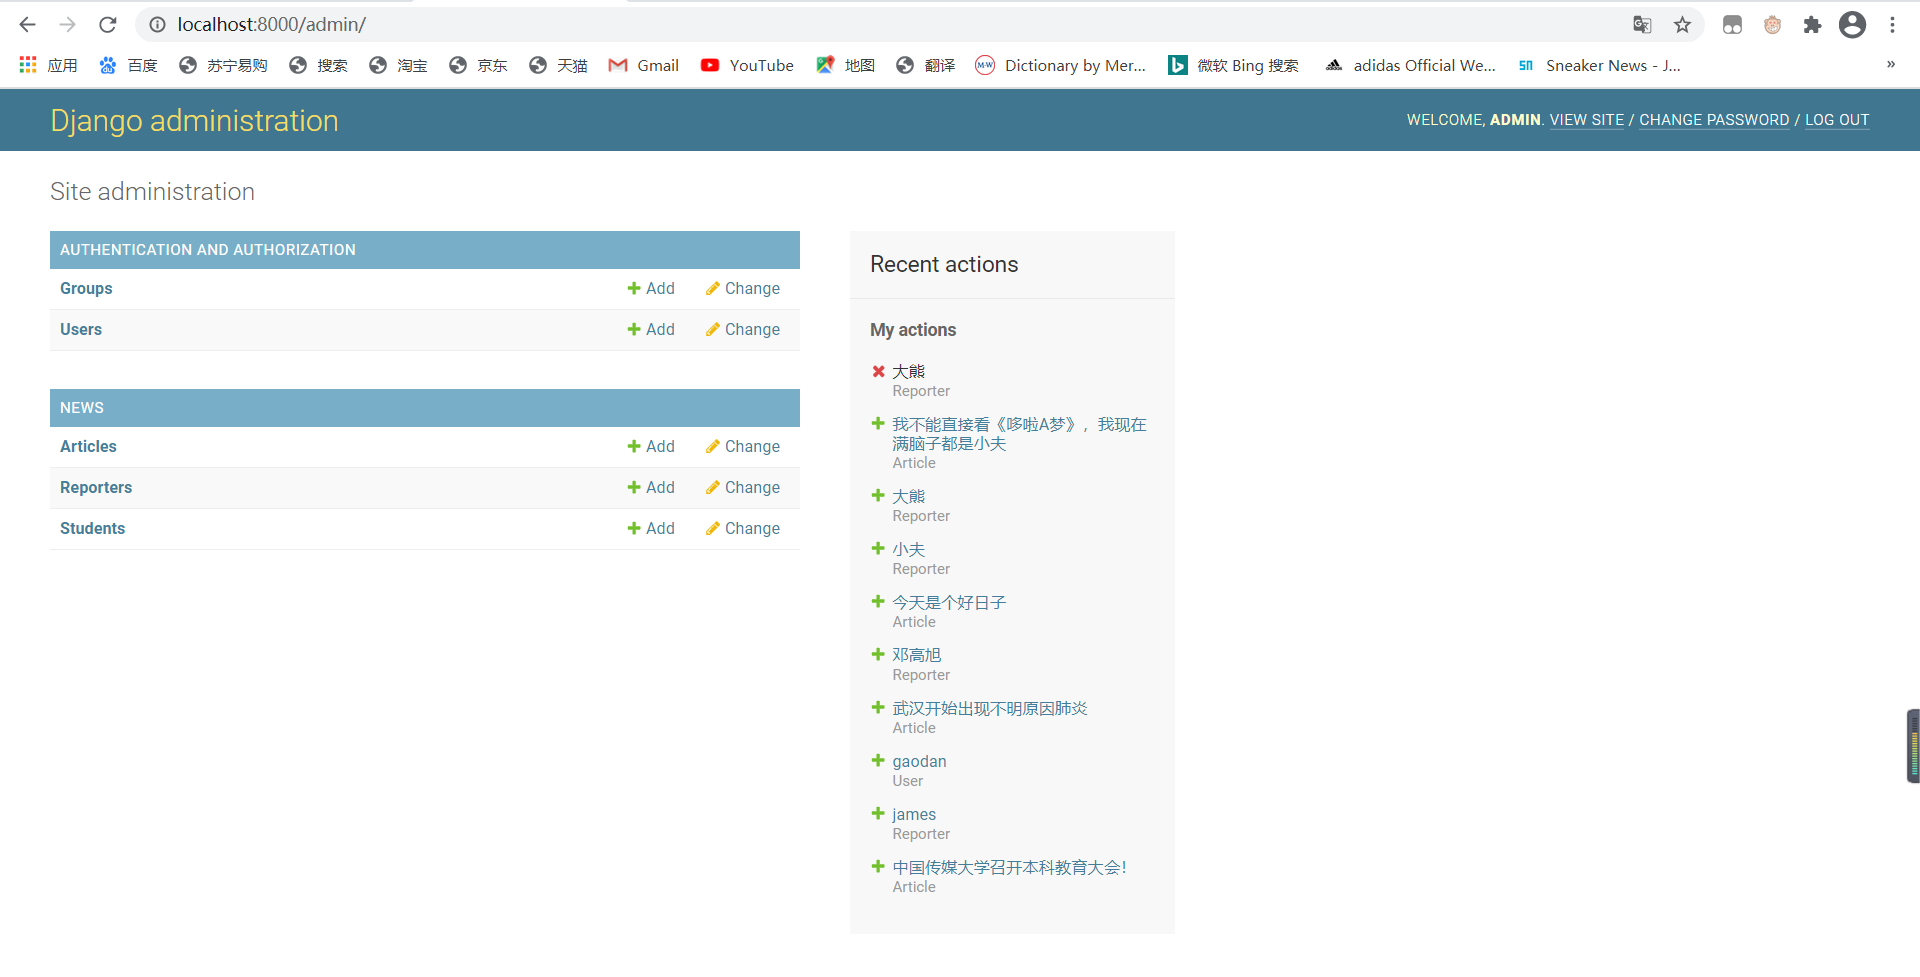 localhost:8000/admin/
应用 百度 苏宁易购 搜索 淘宝 京东 天猫 Gmail YouTube 地图 翻译 Dictionary by Mer... 微软 Bing 搜索 adidas Official We... Sneaker News - J... »
Django administration
WELCOME, ADMIN. VIEW SITE / CHANGE PASSWORD / LOG OUT
Site administration
AUTHENTICATION AND AUTHORIZATION
Groups Add Change
Users Add Change
NEWS
Articles Add Change
Reporters Add Change
Students Add Change
Recent actions
My actions
大熊
Reporter
我不能直接看《哆啦A梦》，我现在
满脑子都是小夫
Article
大熊
Reporter
小夫
Reporter
今天是个好日子
Article
邓高旭
Reporter
武汉开始出现不明原因肺炎
Article
gaodan
User
james
Reporter
中国传媒大学召开本科教育大会！
Article